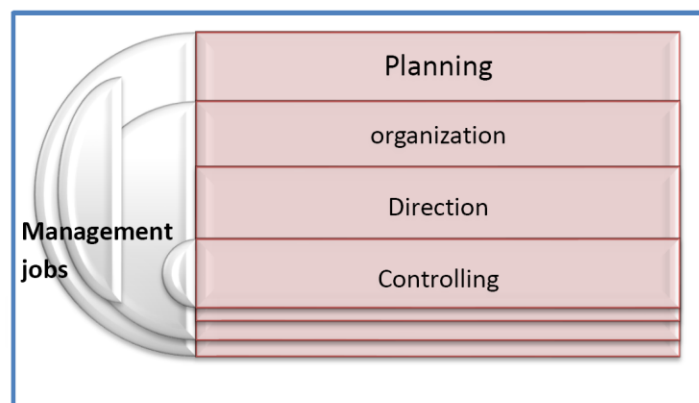 Planning
organization
Direction
Management
jobs
Controlling